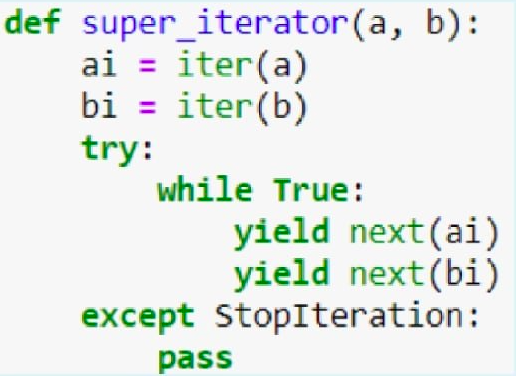 def super_iterator(a, b):
    ai = iter(a)
    bi = iter(b)
    try:
        while True:
            yield next(ai)
            yield next(bi)
    except StopIteration:
        pass